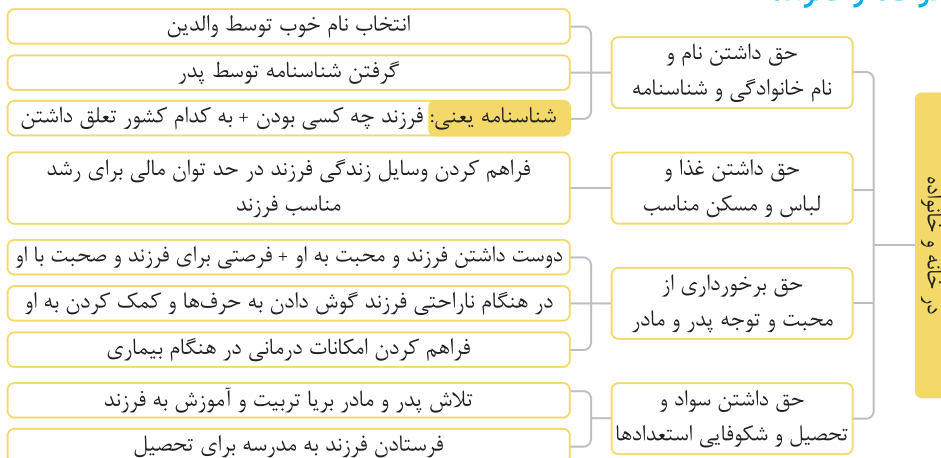 در خانه و خانواده
حق داشتن نام و
نام خانوادگی و شناسنامه
انتخاب نام خوب توسط والدین
گرفتن شناسنامه توسط پدر
شناسنامه یعنی: فرزند چه کسی بودن + به کدام کشور تعلق داشتن
حق داشتن غذا و
لباس و مسکن مناسب
فراهم کردن وسایل زندگی فرزند در حد توان مالی برای رشد
مناسب فرزند
حق برخورداری از
محبت و توجه پدر و مادر
دوست داشتن فرزند و محبت به او + فرصتی برای فرزند و صحبت با او
در هنگام ناراحتی فرزند گوش دادن به حرف‌ها و کمک کردن به او
فراهم کردن امکانات درمانی در هنگام بیماری
حق داشتن سواد و
تحصیل و شکوفایی استعدادها
تلاش پدر و مادر بریا تربیت و آموزش به فرزند
فرستادن فرزند به مدرسه برای تحصیل